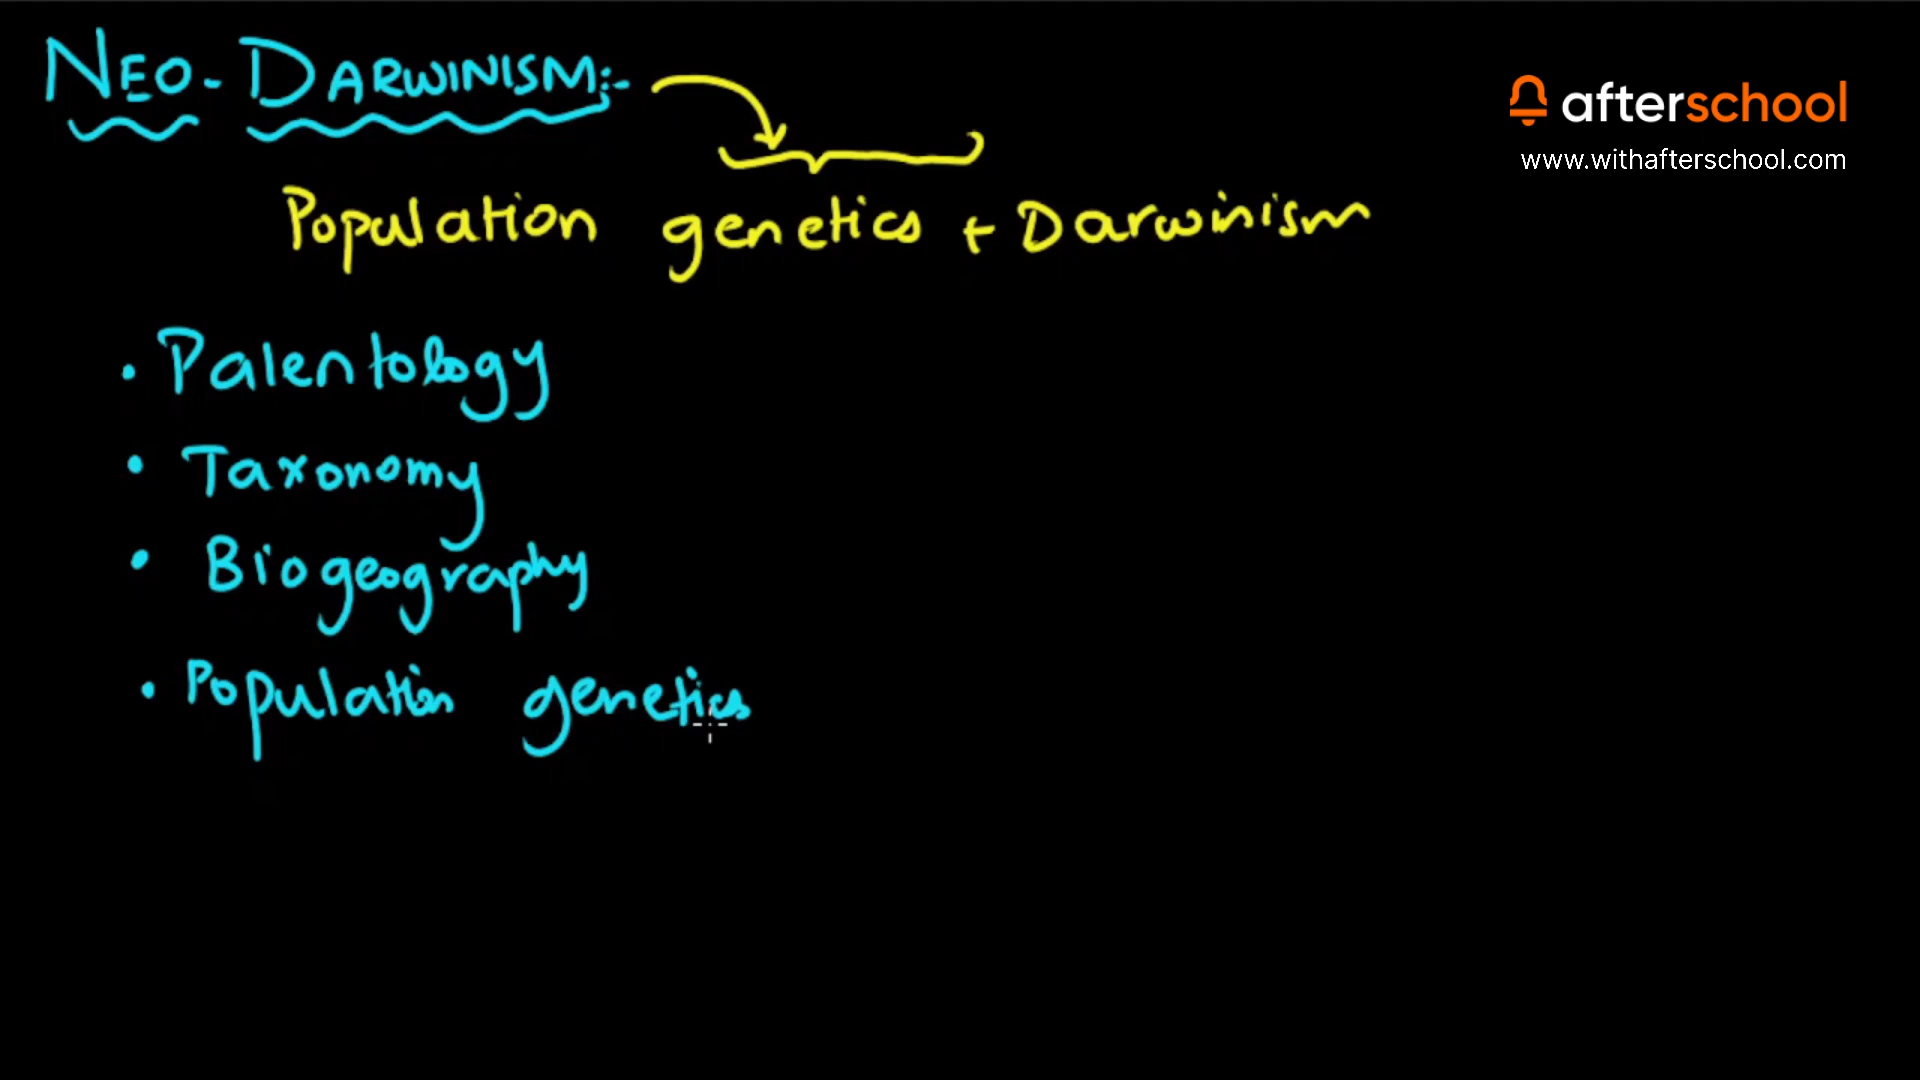 NEO-DARWINISM:-
afterschool
www.withafterschool.com
Population genetics + Darwinism
• Palentology
• Taxonomy
• Biogeography
• Population genetics